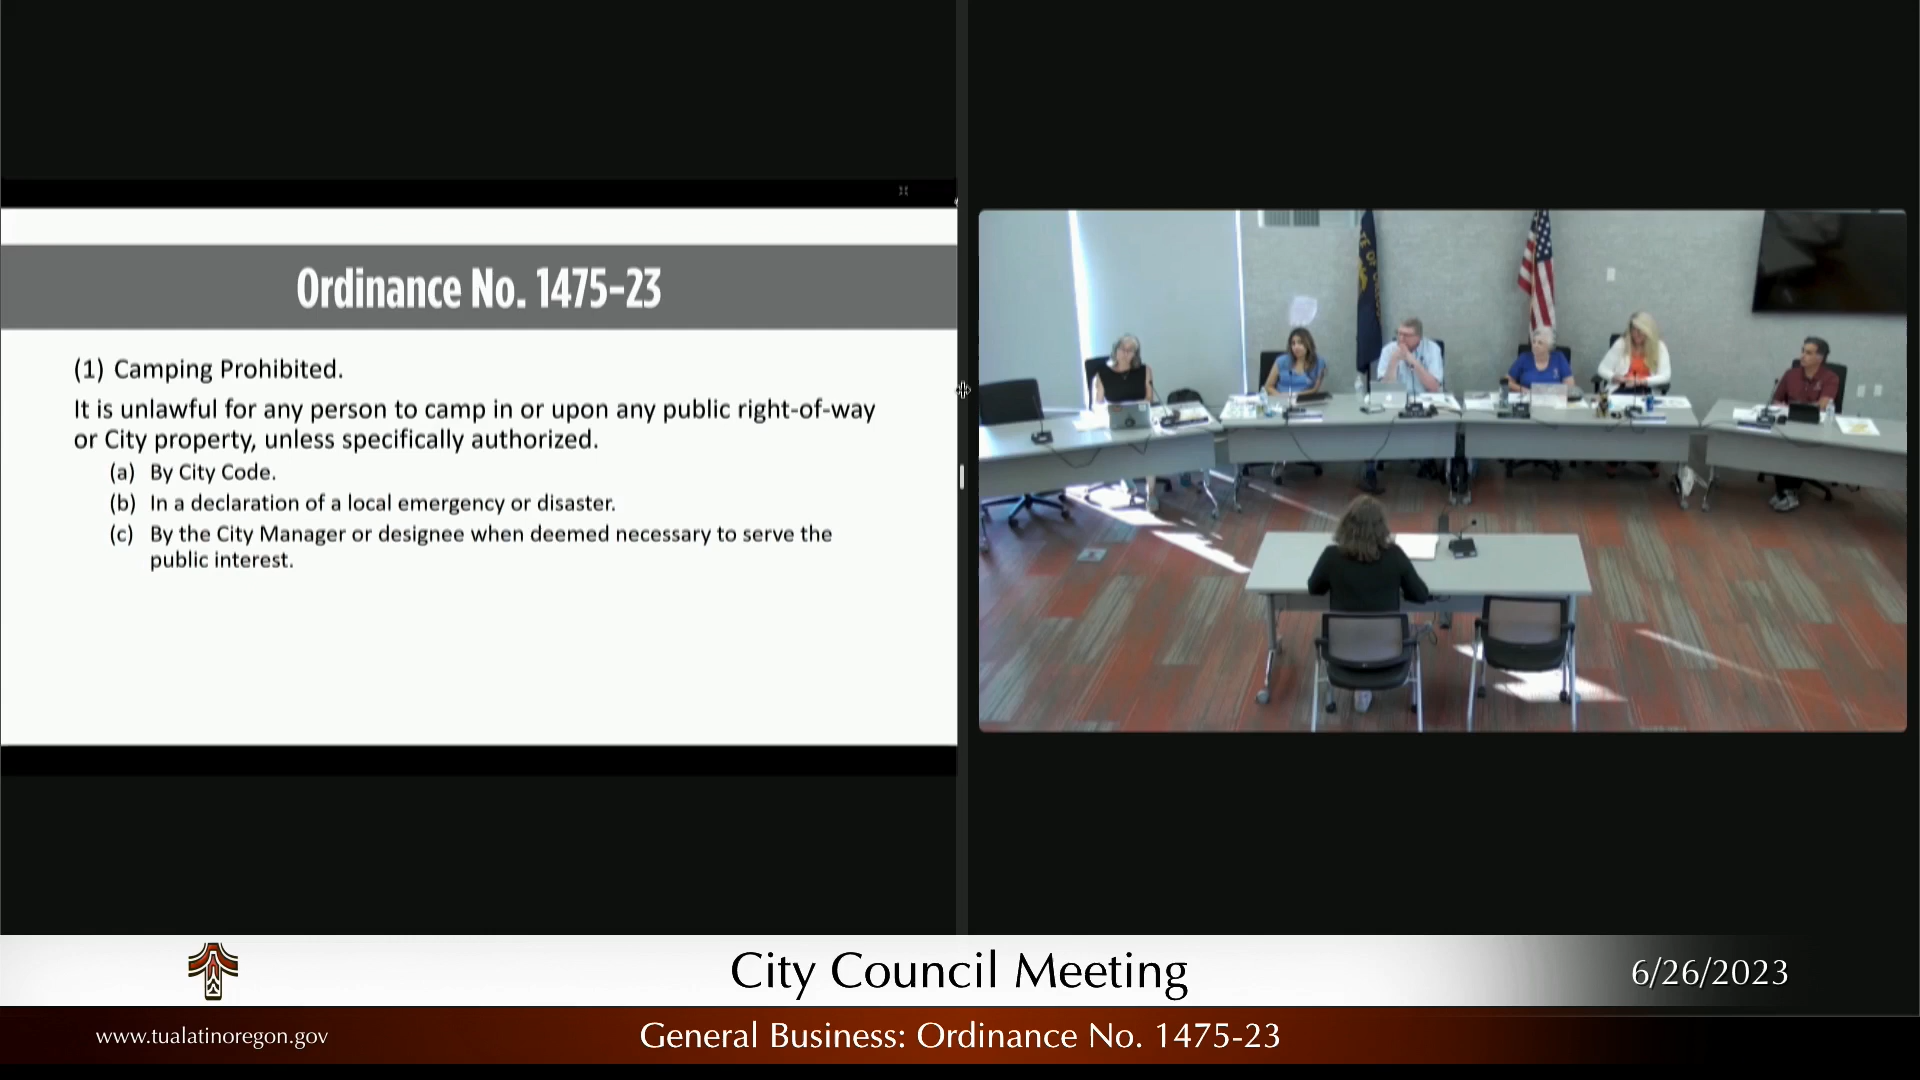 Ordinance No. 1475-23
(1) Camping Prohibited.
It is unlawful for any person to camp in or upon any public right-of-way
or City property, unless specifically authorized.
(a) By City Code.
(b) In a declaration of a local emergency or disaster.
(c) By the City Manager or designee when deemed necessary to serve the
public interest.
City Council Meeting
6/26/2023
www.tualatinoregon.gov
General Business: Ordinance No. 1475-23